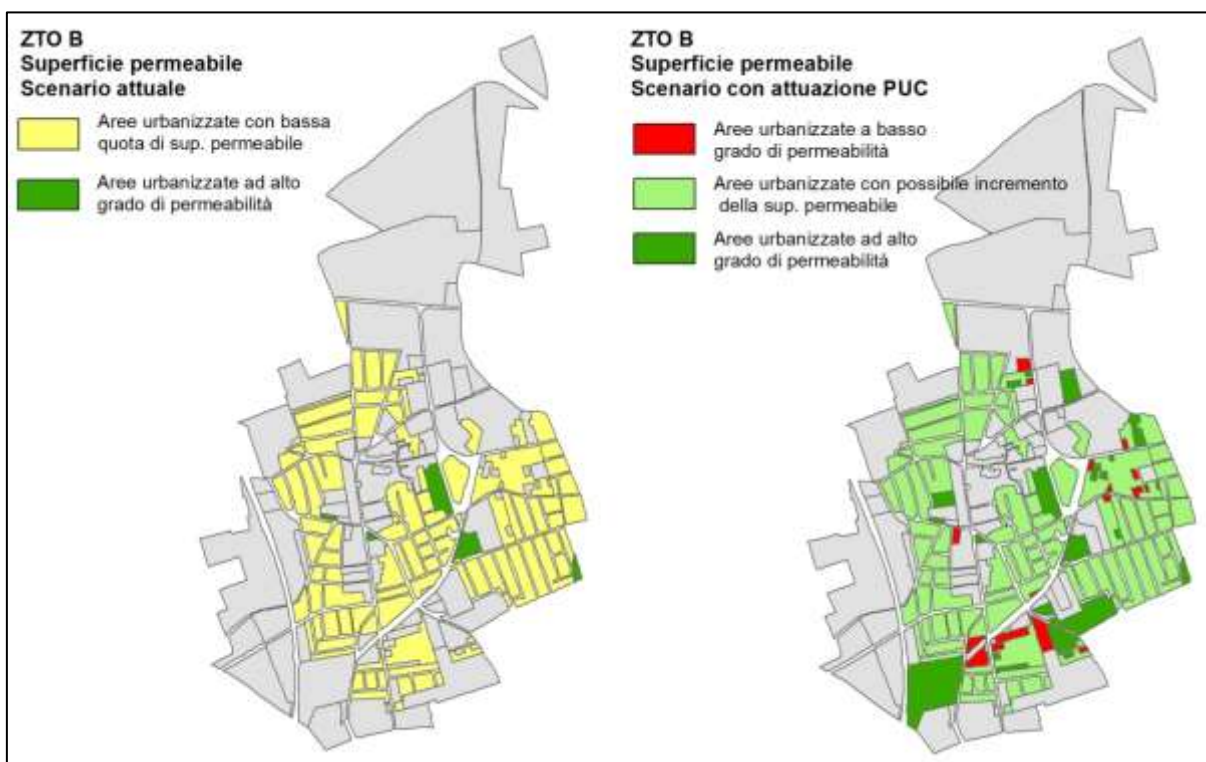 ZTO B
Superficie permeabile
Scenario attuale
Aree urbanizzate con bassa
quota di sup. permeabile
Aree urbanizzate ad alto
grado di permeabilità
ZTO B
Superficie permeabile
Scenario con attuazione PUC
Aree urbanizzate a basso
grado di permeabilità
Aree urbanizzate con possibile incremento
della sup. permeabile
Aree urbanizzate ad alto
grado di permeabilità